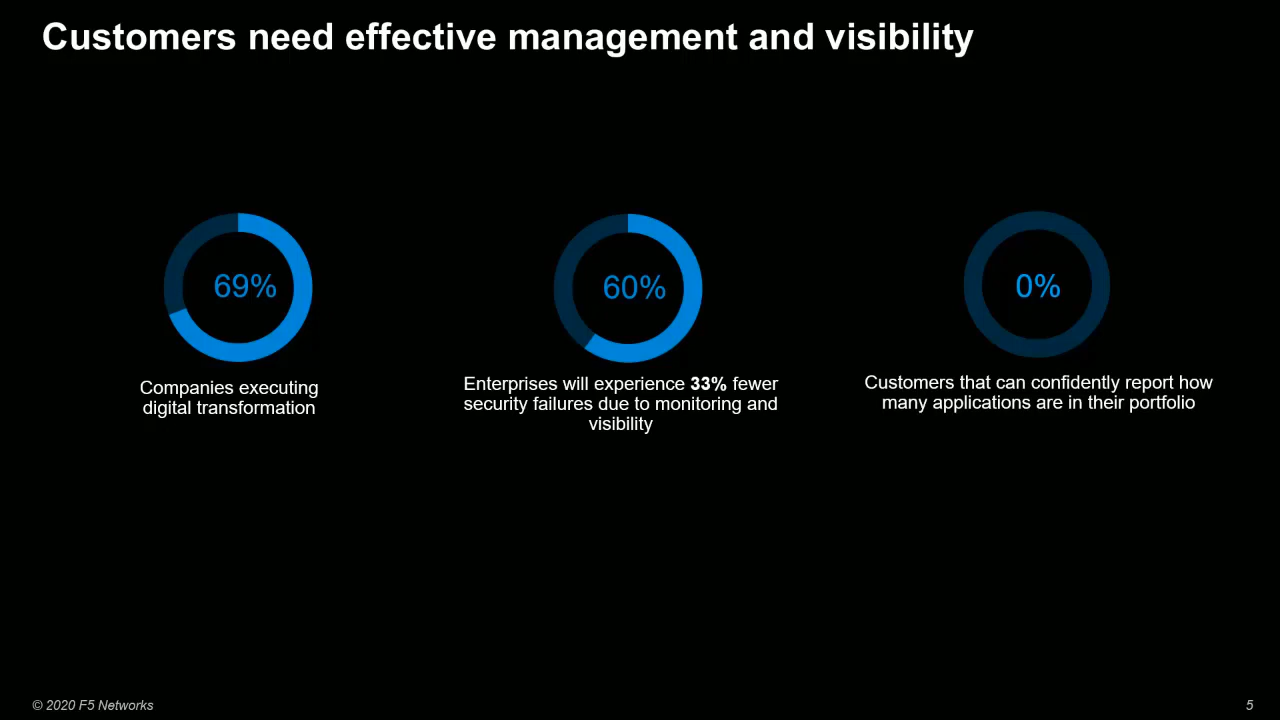 Customers need effective management and visibility
69%
Companies executing
digital transformation
60%
Enterprises will experience 33% fewer
security failures due to monitoring and
visibility
0%
Customers that can confidently report how
many applications are in their portfolio
© 2020 F5 Networks
5